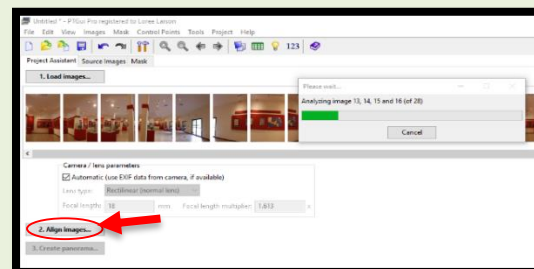 Untitled * - PTGui Pro registered to Loree Larson
File Edit View Images Mask Control Points Tools Project Help
123
Project Assistant Source Images Mask
1. Load images...
Please wait...
Analyzing image 13, 14, 15 and 16 (of 28)
Cancel
Camera / lens parameters
Automatic (use EXIF data from camera, if available)
Lens type: Rectilinear (normal lens)
Focal length: 18 mm Focal length multiplier: 1.613 x
2. Align images...
3. Create panorama...